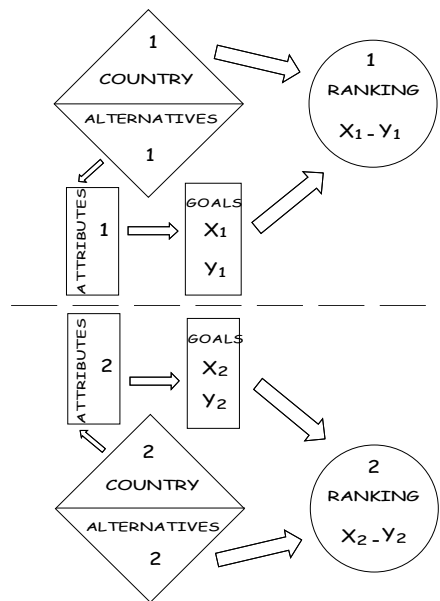 1
COUNTRY
ALTERNATIVES
1
1
RANKING
X1 - Y1
ATTRIBUTES
1
GOALS
X1
Y1
ATTRIBUTES
2
GOALS
X2
Y2
2
COUNTRY
ALTERNATIVES
2
2
RANKING
X2 - Y2